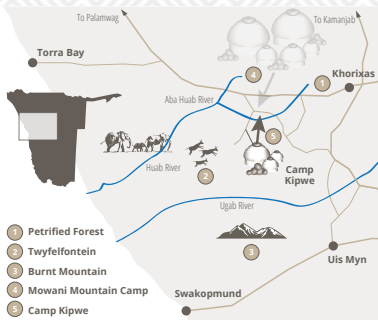 To Palamwag
To Kamanjab
Torra Bay
4
1
Khorixas
Aba Huab River
5
Huab River
2
Camp
Kipwe
Ugab River
1 Petrified Forest
2 Twyfelfontein
3 Burnt Mountain
4 Mowani Mountain Camp
5 Camp Kipwe
3
Uis Myn
Swakopmund